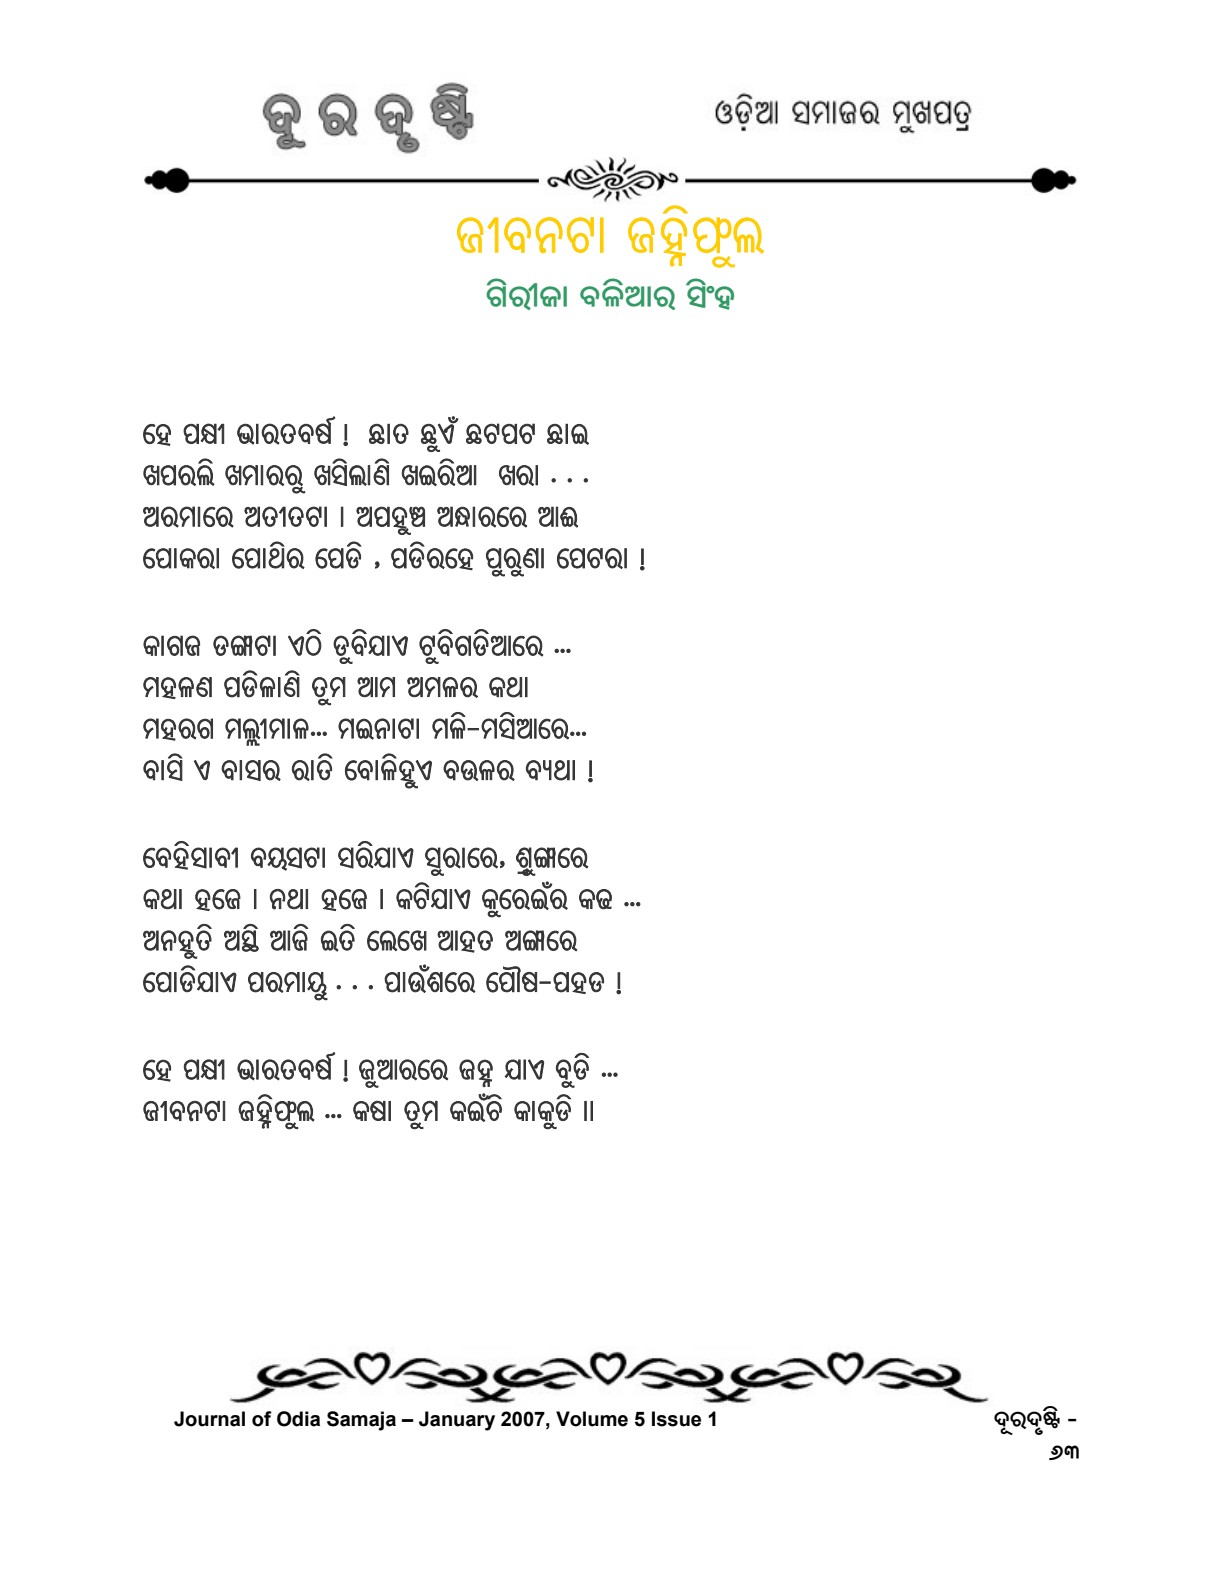 ଦୂରଦୃଷ୍ଟି
ଓଡ଼ିଆ ସମାଜର ମୁଖପତ୍ର
ଜୀବନଟା ଜହ୍ନିଫୁଲ
ଗିରୀଜା ବଳିଆର ସିଂହ
ହେ ପକ୍ଷୀ ଭାରତବର୍ଷ ! ଛାତ ଛୁଏଁ ଛଟପଟ ଛାଇ
ଖପରଲି ଖମାରରୁ ଖସିଲାଣି ଖଇରିଆ ଖରା . . .
ଅରମାରେ ଅତୀତଟା । ଅପହୁଞ୍ଚ ଅନ୍ଧାରରେ ଆଈ
ପୋକରା ପୋଥିର ପେଡି , ପଡିରହେ ପୁରୁଣା ପେଟରା !
କାଗଜ ଡଙ୍ଗାଟା ଏଠି ଡୁବିଯାଏ ଟୁବିଗଡିଆରେ ...
ମହଳଣ ପଡିଳାଣି ତୁମ ଆମ ଅମଳର କଥା
ମହରଗ ମଲ୍ଲୀମାଳ... ମଇନାଟା ମଳି-ମସିଆରେ...
ବାସି ଏ ବାସର ରାତି ବୋଳିହୁଏ ବଉଳର ବ୍ୟଥା !
ବେହିସାବୀ ବୟସଟା ସରିଯାଏ ସୁରାରେ, ଶୃଙ୍ଗାରେ
କଥା ହଜେ । ନଥା ହଜେ । କଟିଯାଏ କୁରେଇଁର କଢ ...
ଅନହୁତି ଅସ୍ଥି ଆଜି ଇତି ଲେଖେ ଆହତ ଅଙ୍ଗାରେ
ପୋଡିଯାଏ ପରମାୟୁ . . . ପାଉଁଶରେ ପୌଷ-ପହଡ !
ହେ ପକ୍ଷୀ ଭାରତବର୍ଷ ! ଜୁଆରରେ ଜହ୍ନ ଯାଏ ବୁଡି ...
ଜୀବନଟା ଜହ୍ନିଫୁଲ ... କଷା ତୁମ କଇଁଚି କାକୁଡି ॥
Journal of Odia Samaja – January 2007, Volume 5 Issue 1
ଦୂରଦୃଷ୍ଟି -
୬୩